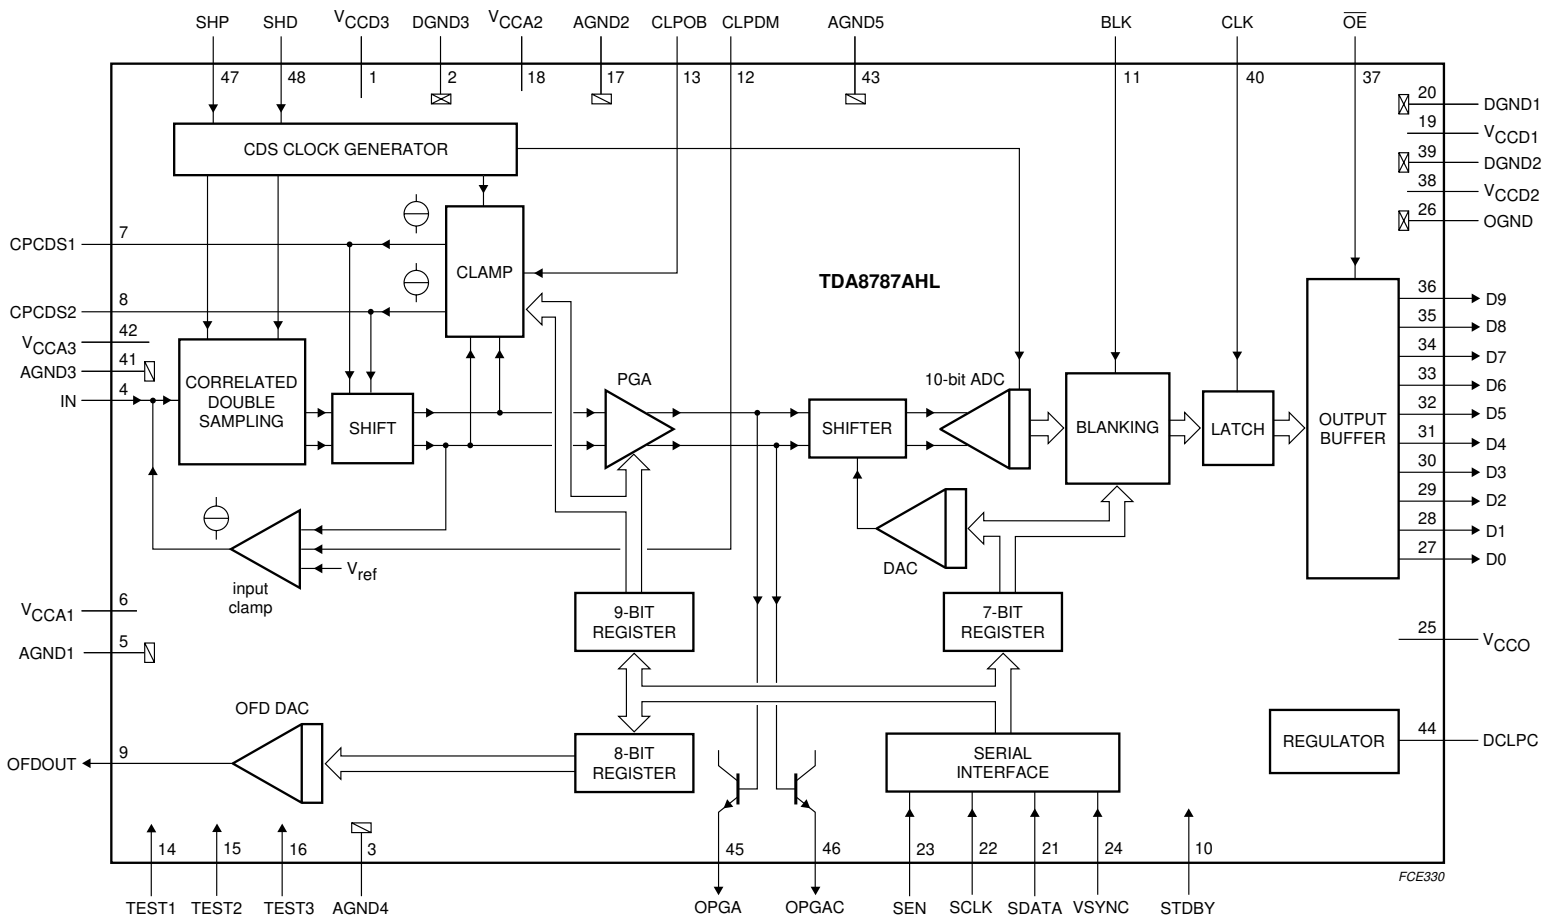 SHP SHD VCCD3 DGND3 VCCA2 AGND2 CLPOB CLPDM AGND5 BLK CLK OE
47 48 1 2 18 17 13 12 43 11 40 37
20 DGND1
19 VCCD1
39 DGND2
38 VCCD2
26 OGND
CDS CLOCK GENERATOR
CPCDS1 7
CLAMP
TDA8787AHL
CPCDS2 8
VCCA3 42
AGND3 41
IN 4
CORRELATED
DOUBLE
SAMPLING
SHIFT
PGA
SHIFTER
10-bit ADC
BLANKING
LATCH
OUTPUT
BUFFER
36 D9
35 D8
34 D7
33 D6
32 D5
31 D4
30 D3
29 D2
28 D1
27 D0
Vref
input
clamp
DAC
VCCA1 6
AGND1 5
9-BIT
REGISTER
7-BIT
REGISTER
25 VCCO
OFD DAC
OFDOUT 9
8-BIT
REGISTER
SERIAL
INTERFACE
REGULATOR
44 DCLPC
14 15 16 3 45 46 23 22 21 24 10
FCE330
TEST1 TEST2 TEST3 AGND4 OPGA OPGAC SEN SCLK SDATA VSYNC STDBY